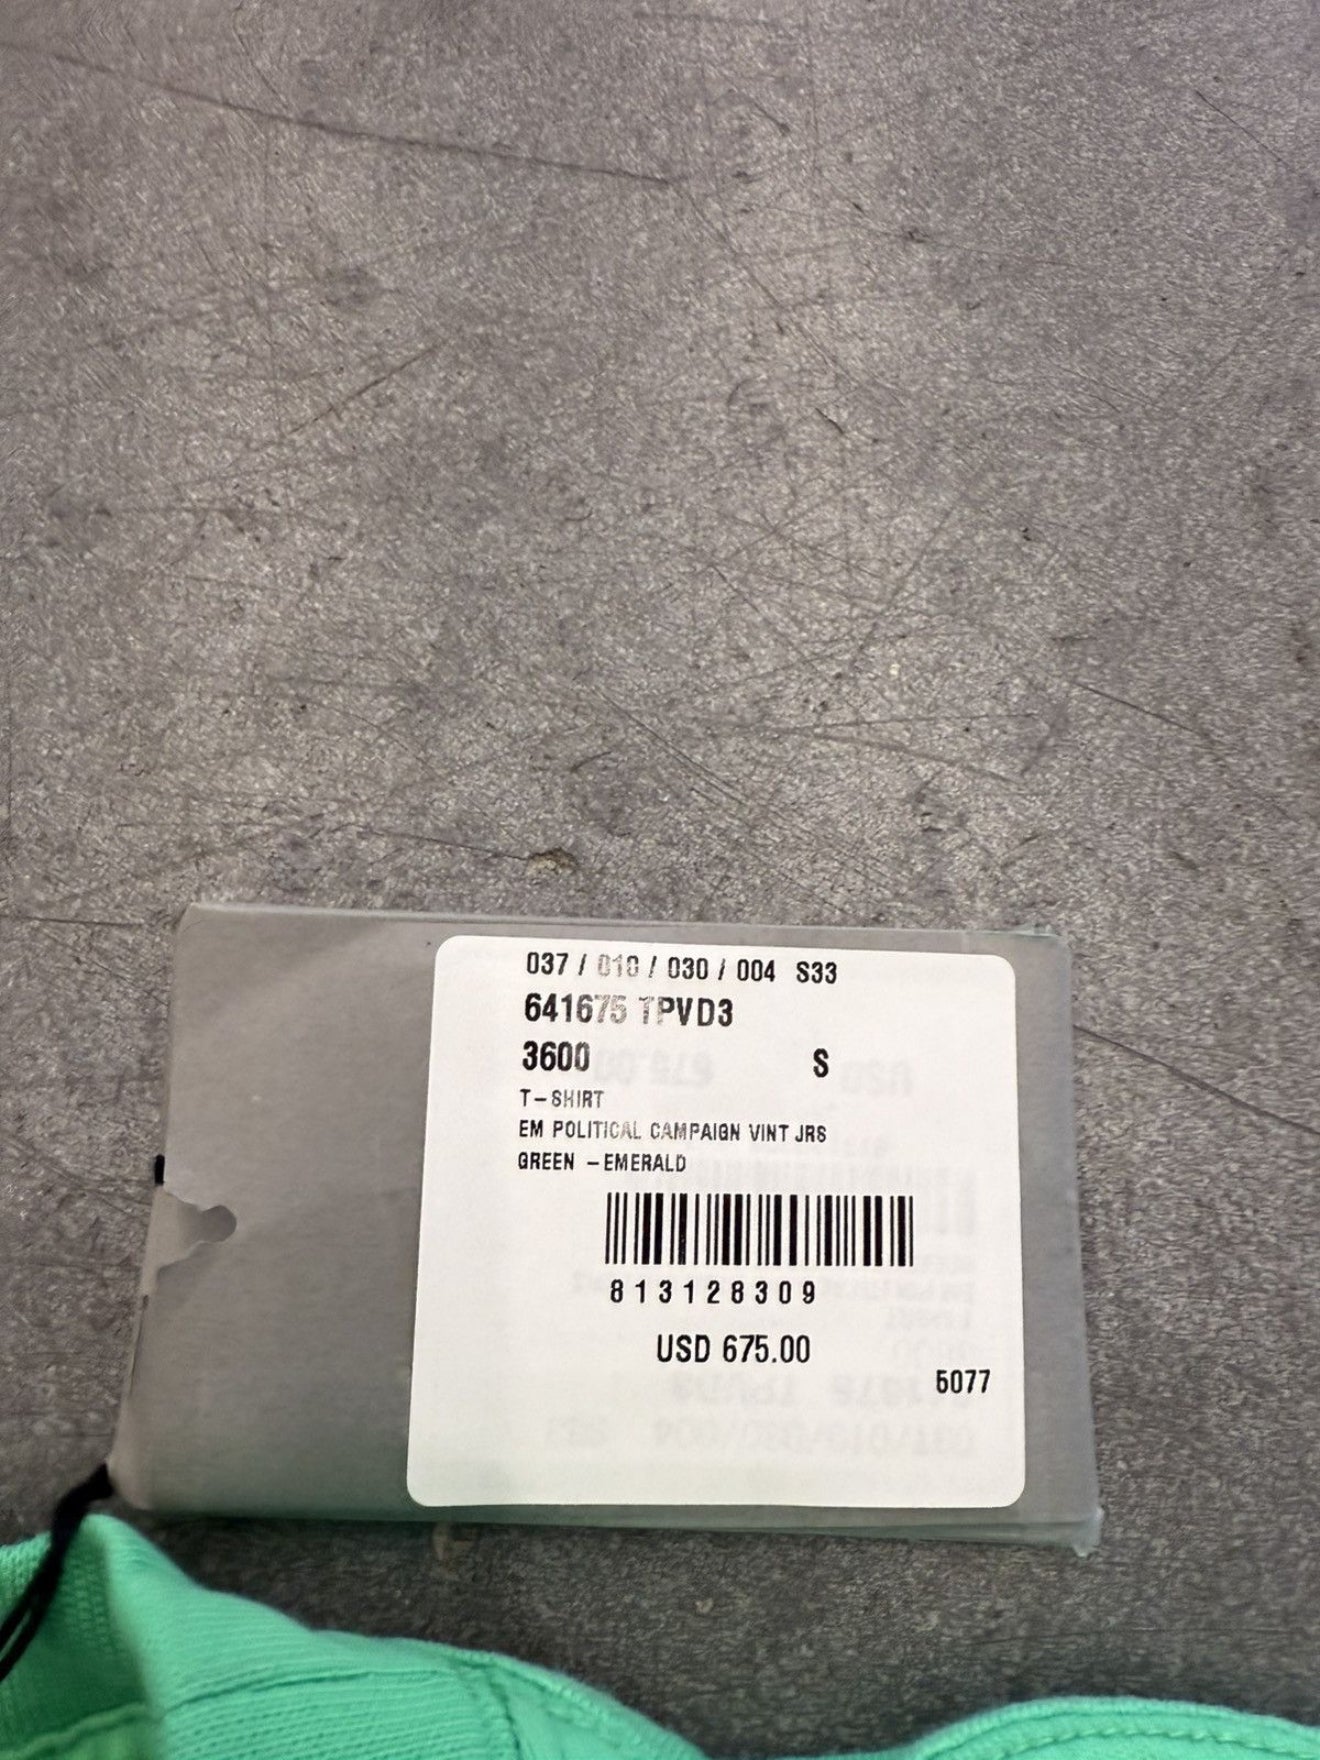 037 / 010 / 030 / 004 S33
641675 TPVD3
3600 S
T-SHIRT
EM POLITICAL CAMPAIGN VINT JRS
GREEN -EMERALD
813128309
USD 675.00
5077